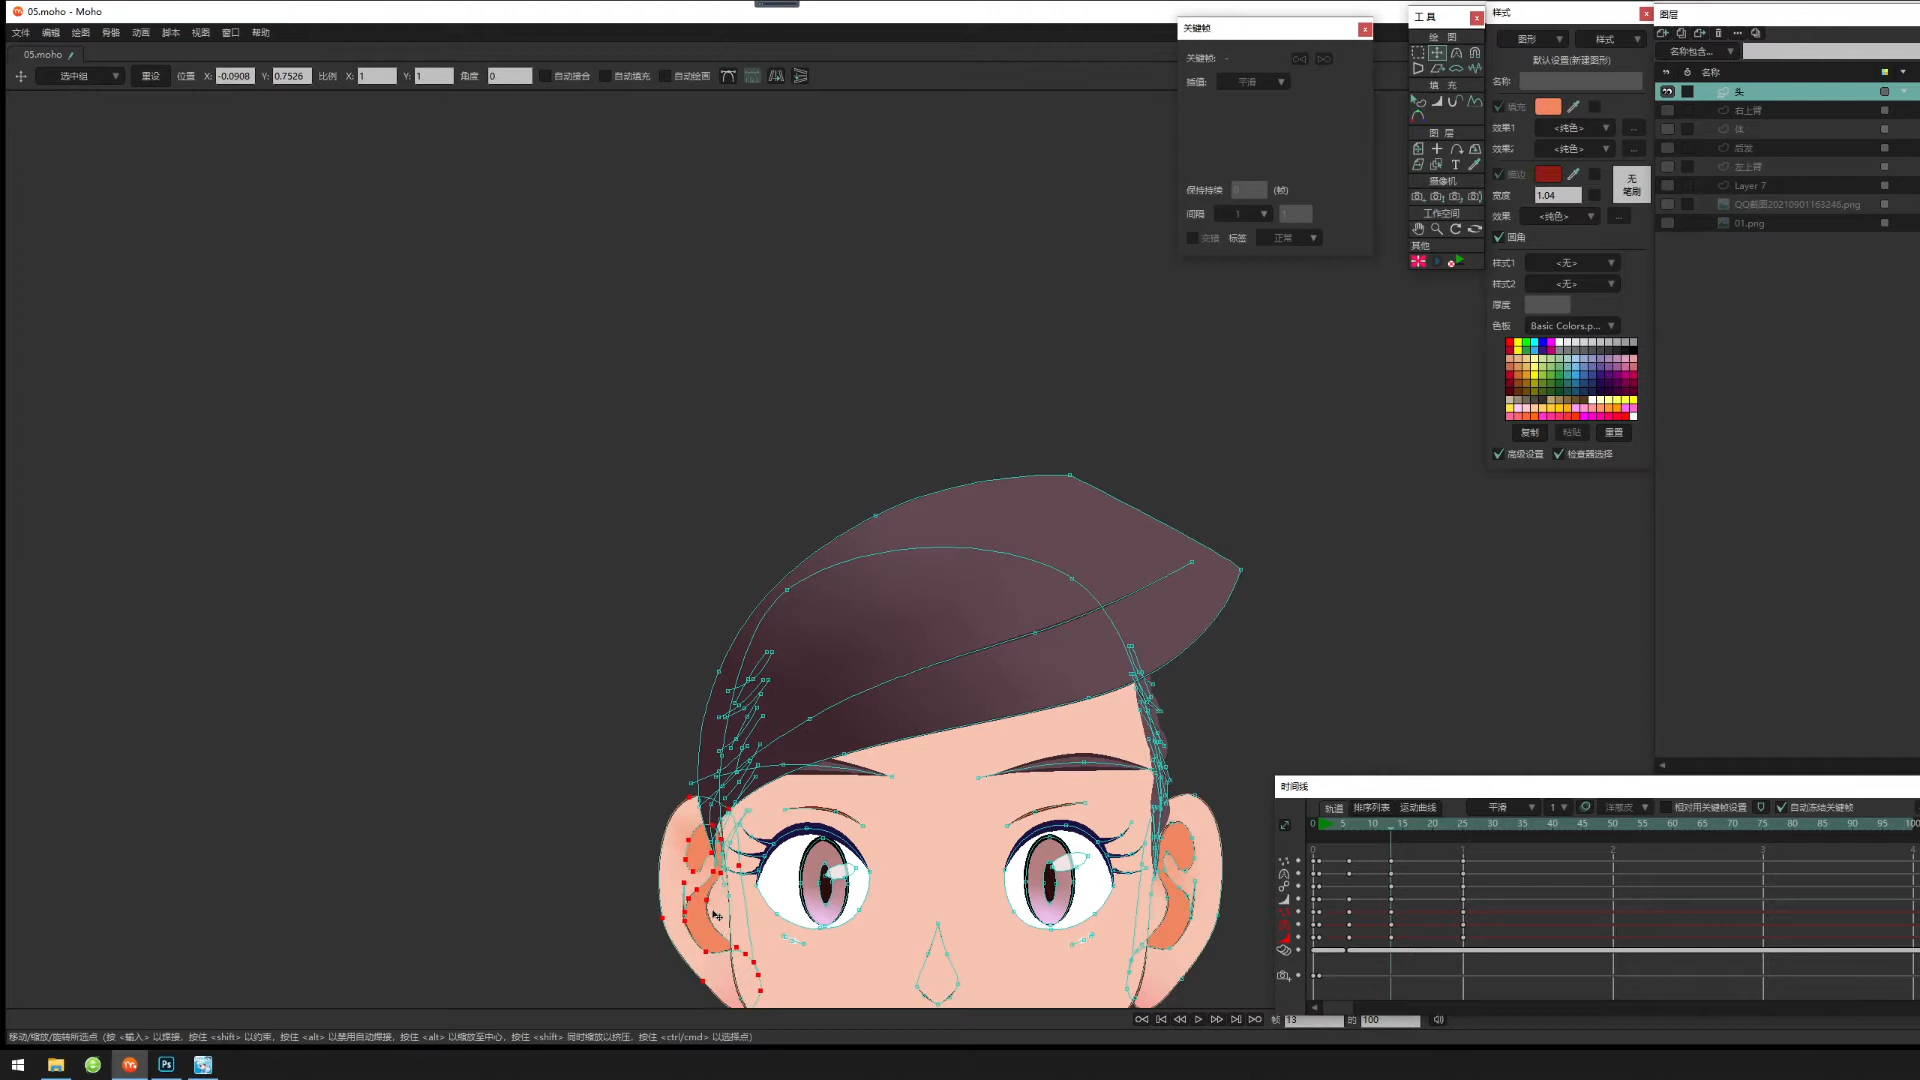 05.moho - Moho
文件 编辑 绘图 骨骼 动画 脚本 视图 窗口 帮助
05.moho
选中组 重设 位置 X: -0.0908 Y: 0.7526 比例 X: 1 Y: 1 角度 0 自动接合 自动填充 自动绘画
关键帧
关键帧: -
插值: 平滑
保持持续 0 (帧)
间隔 1 1
交错 标签 正常
工具
绘 图
填 充
图 层
摄像机
工作空间
其他
样式
图形 样式
默认设置(新建图形)
名称
填充
效果1 <纯色> ...
效果2 <纯色> ...
描边
宽度 1.04
无
笔刷
效果 <纯色> ...
圆角
样式1 <无>
样式2 <无>
厚度
色板 Basic Colors.p...
复制 粘贴 重置
高级设置 检查器选择
图层
名称包含...
名称
头
右上臂
体
后发
左上臂
Layer 7
QQ截图20210901163246.png
01.png
时间线
轨道 排序列表 运动曲线 平滑 1 洋葱皮 相对用关键帧设置 自动冻结关键帧
0 5 10 15 20 25 30 35 40 45 50 55 60 65 70 75 80 85 90 95 100
0 1 2 3 4
帧 13 的 100
移动/缩放/旋转所选点 (按 <输入> 以焊接，按住 <shift> 以约束，按住 <alt> 以禁用自动焊接，按住 <alt> 以缩放至中心，按住 <shift> 同时缩放以挤压，按住 <ctrl/cmd> 以选择点)
Ps